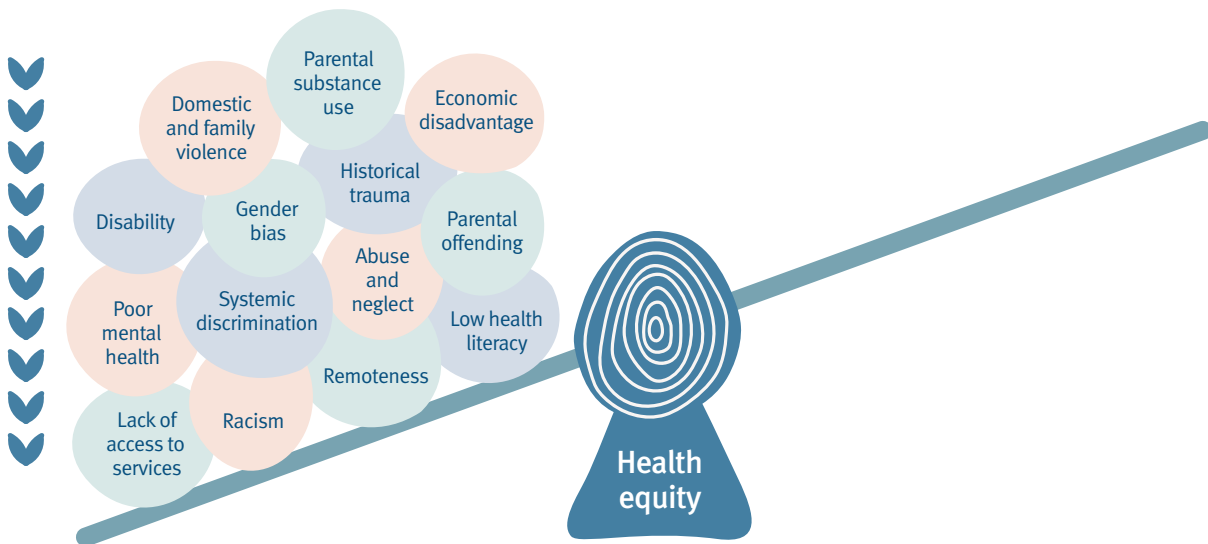 Parental
substance
use
Economic
disadvantage
Domestic
and family
violence
Historical
trauma
Disability
Gender
bias
Parental
offending
Abuse
and
neglect
Poor
mental
health
Systemic
discrimination
Low health
literacy
Remoteness
Lack of
access to
services
Racism
Health
equity